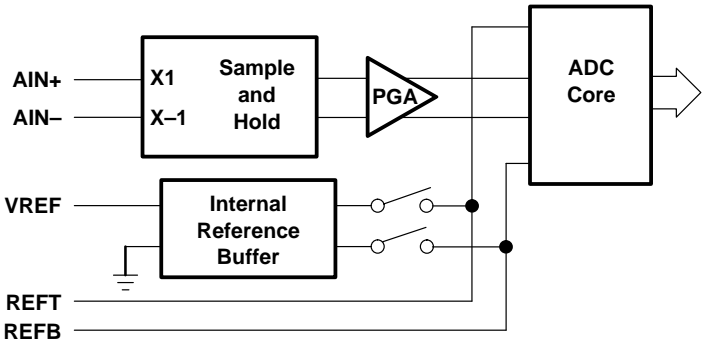 AIN+
AIN–
X1
X–1
Sample
and
Hold
PGA
ADC
Core
VREF
Internal
Reference
Buffer
REFT
REFB